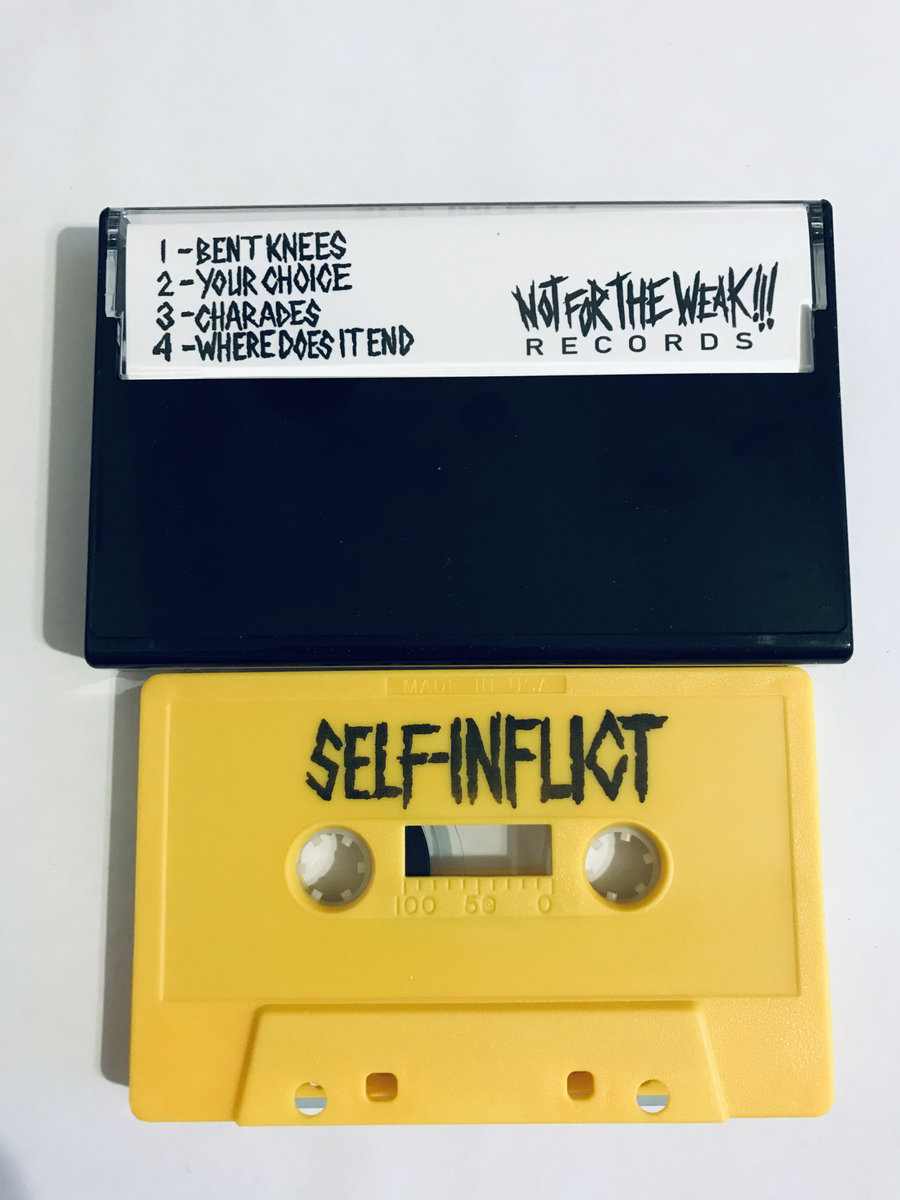 1 - BENT KNEES
2 - YOUR CHOICE
3 - CHARADES
4 - WHERE DOES IT END
NOT FOR THE WEAK!!!
RECORDS
MADE IN USA
SELF-INFLICT
100 50 0